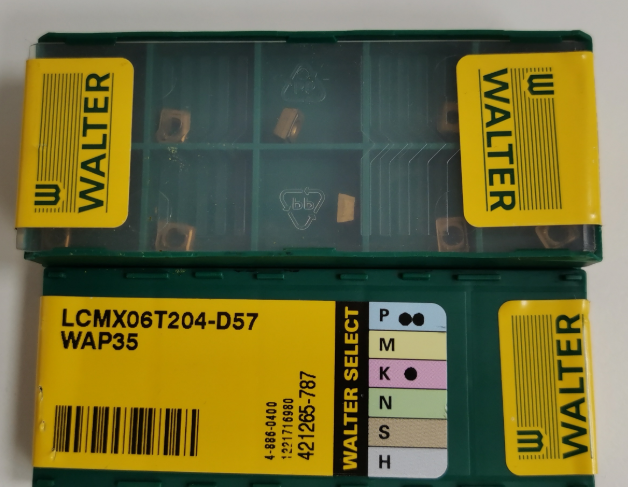 WALTER
WALTER
LCMX06T204-D57
WAP35
4-886-0400
1221716980
421265-787
WALTER SELECT
P
M
K
N
S
H
WALTER